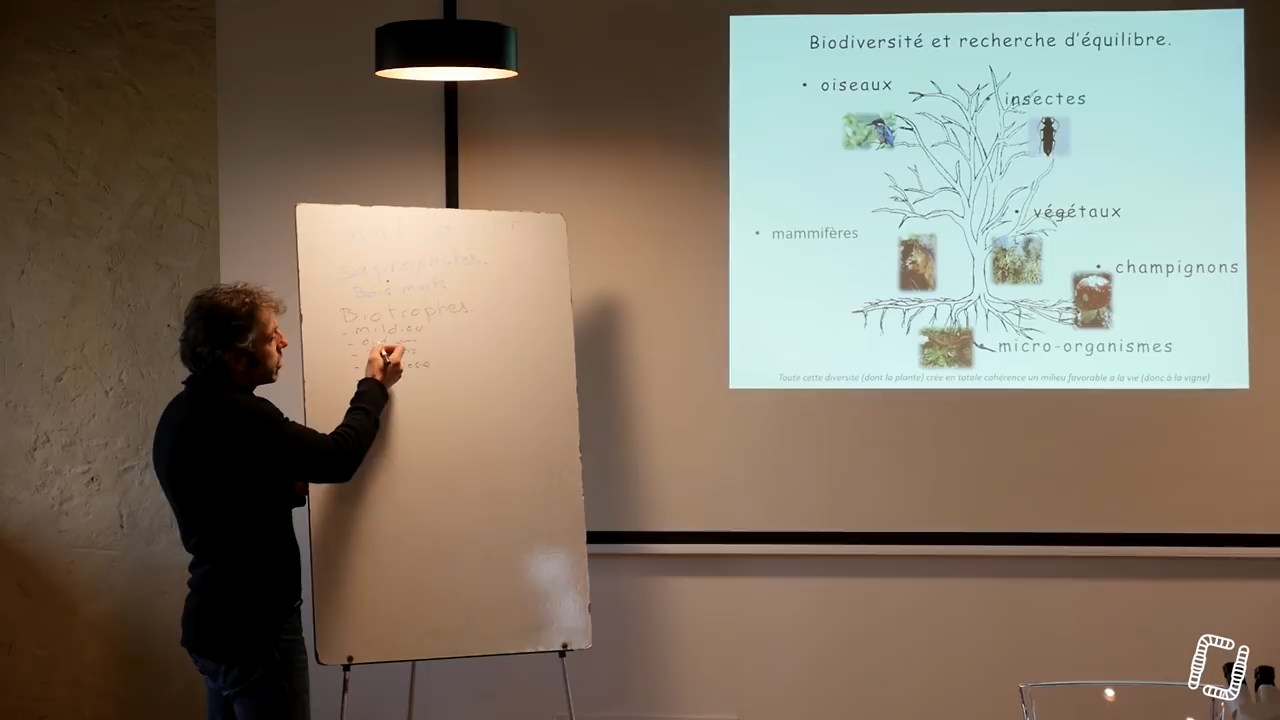 Saprophytes.
Bois morts
Biotrophes.
- mildiou
Biodiversité et recherche d'équilibre.
• oiseaux
• insectes
• végétaux
• mammifères
• champignons
• micro-organismes
Toute cette diversité (dont la plante) crée en totale cohérence un milieu favorable a la vie (donc à la vigne)